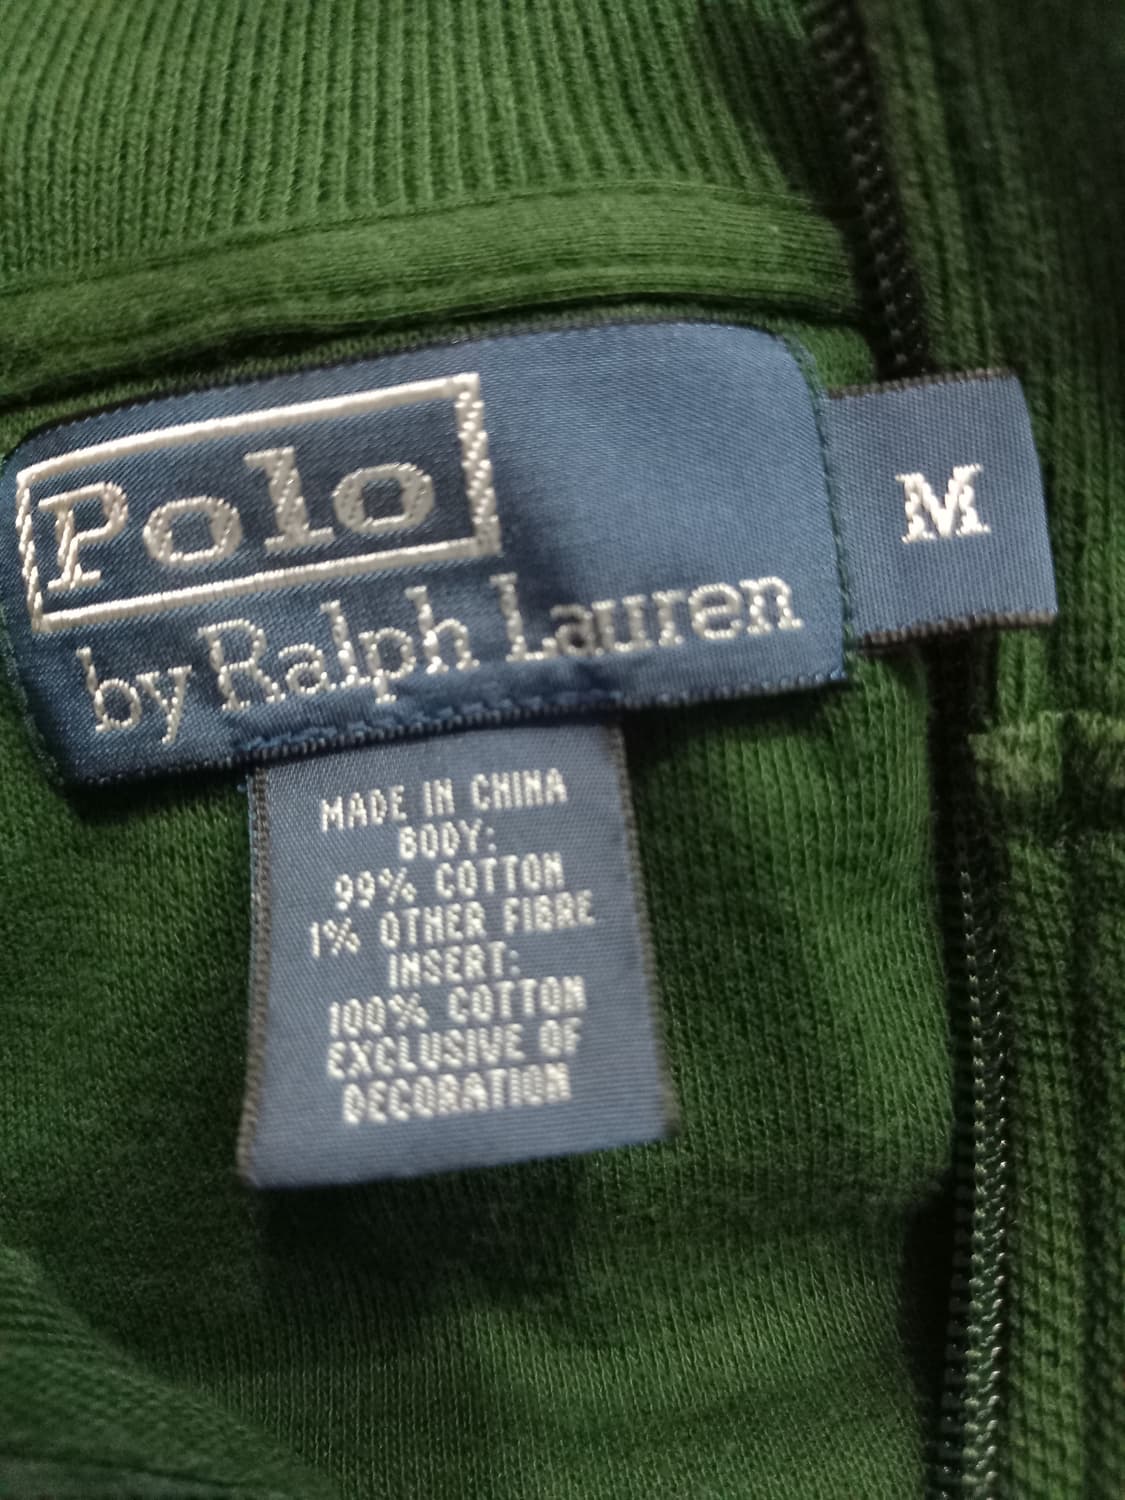 Polo
by Ralph Lauren
M
MADE IN CHINA
BODY:
99% COTTON
1% OTHER FIBRE
INSERT:
100% COTTON
EXCLUSIVE OF
DECORATION